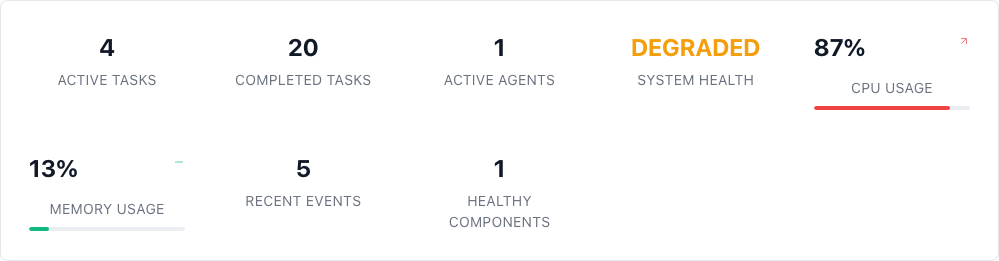 4
ACTIVE TASKS
20
COMPLETED TASKS
1
ACTIVE AGENTS
DEGRADED
SYSTEM HEALTH
87%
CPU USAGE
13%
MEMORY USAGE
5
RECENT EVENTS
1
HEALTHY
COMPONENTS